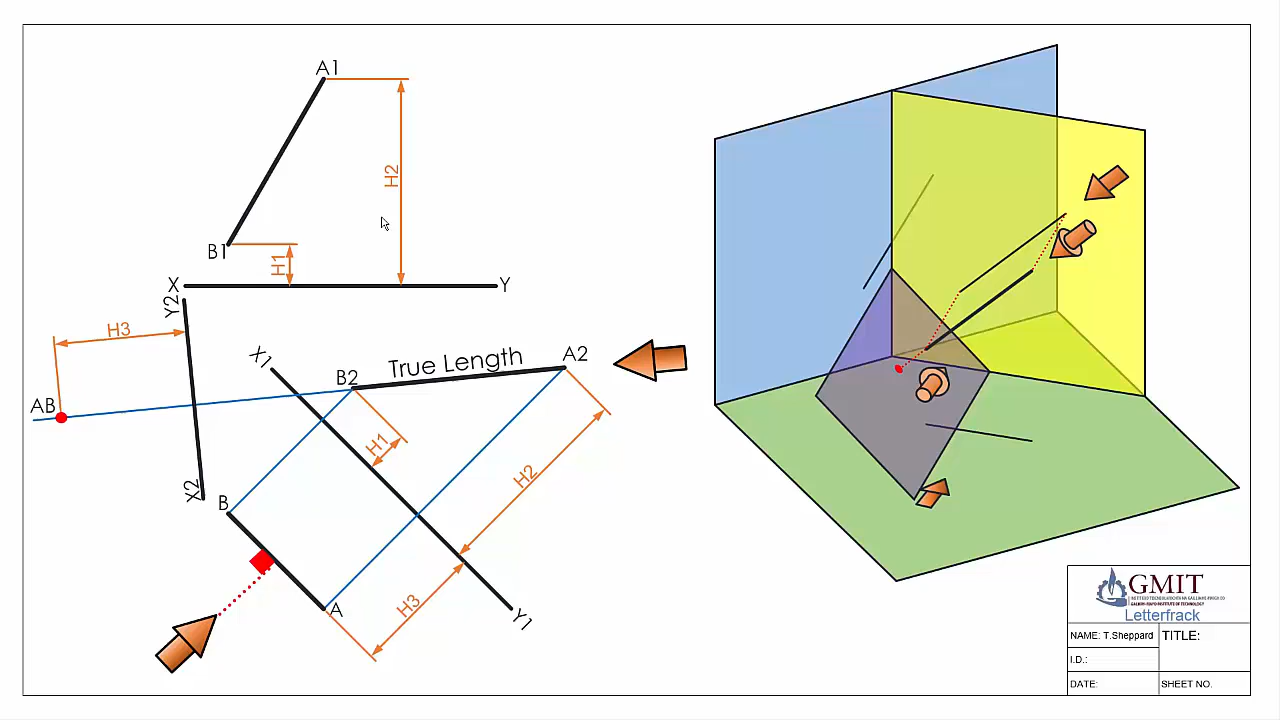 A1
H2
B1
H1
X
Y
Y2
H3
X1
True Length
A2
B2
AB
H1
H2
X2
B
H3
A
Y1
GMIT
Letterfrack
NAME: T.Sheppard
TITLE:
I.D.:
DATE:
SHEET NO.